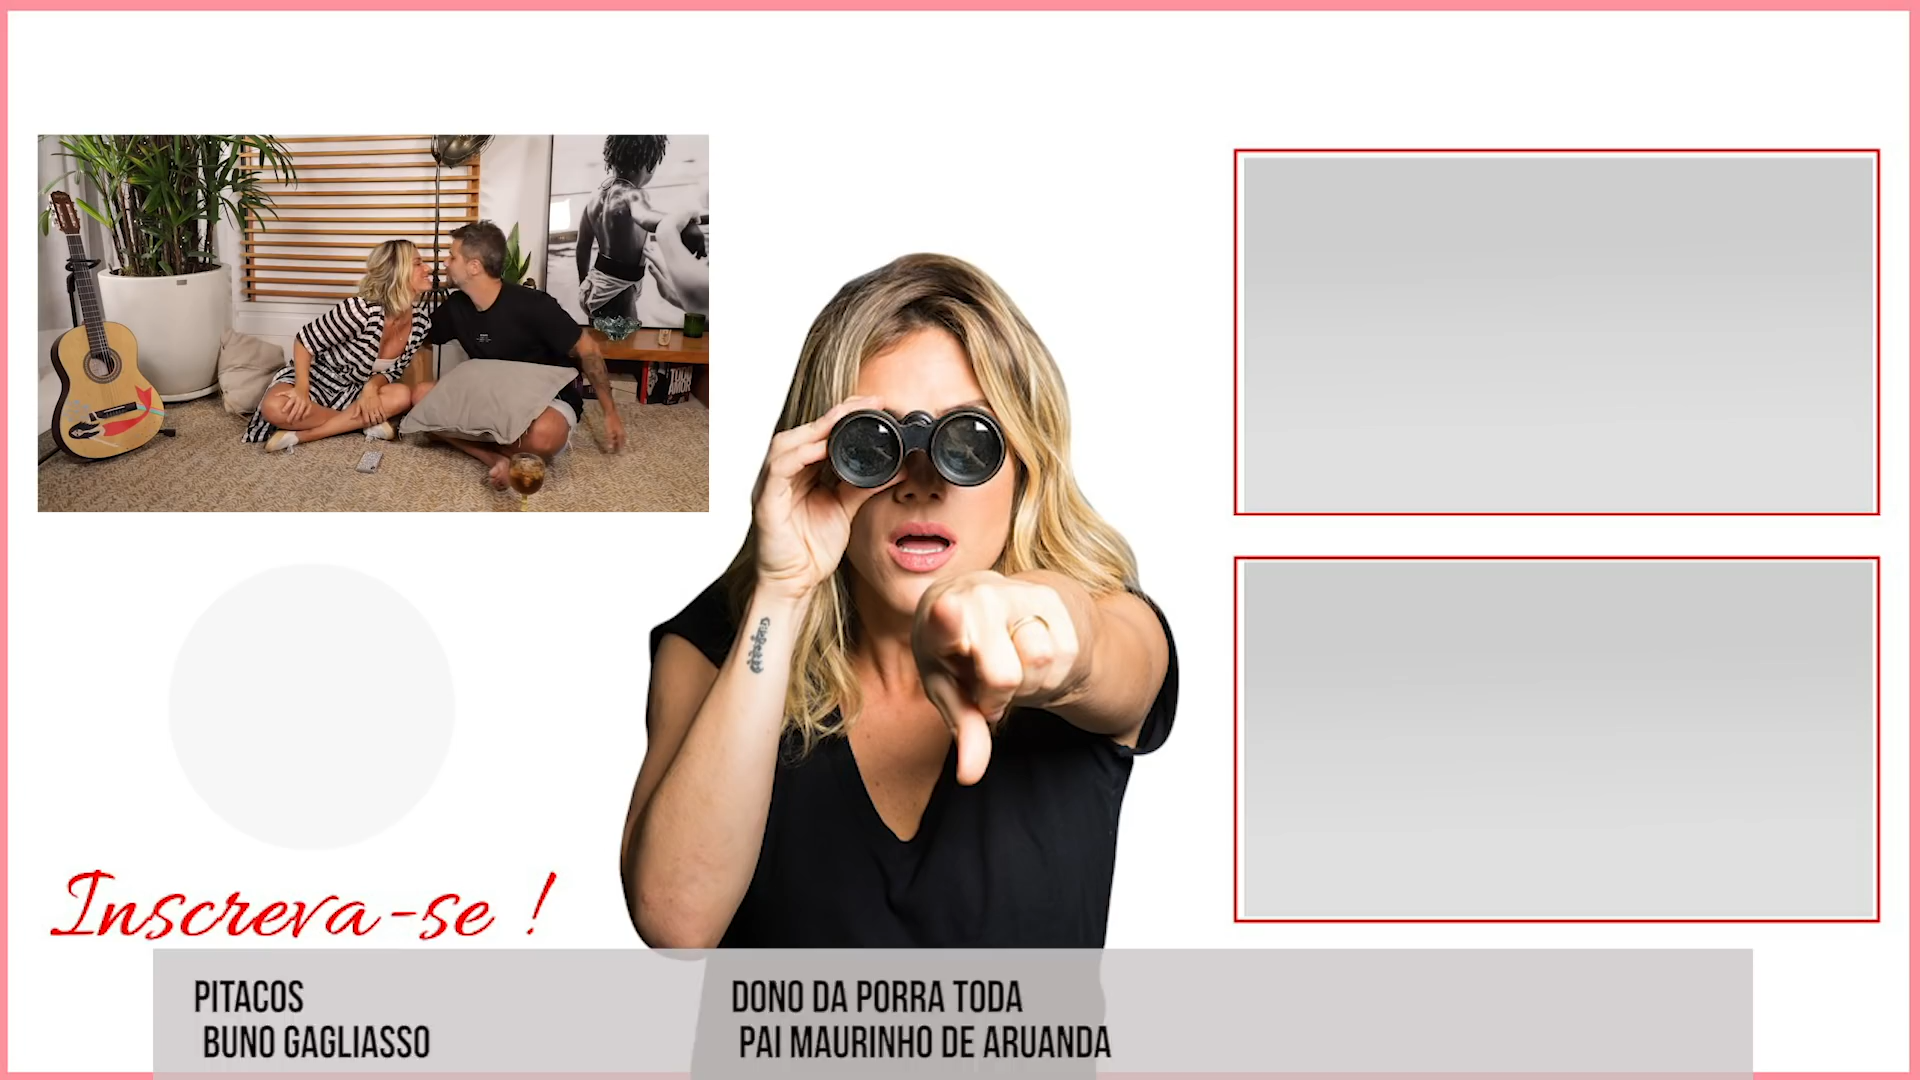 Inscreva-se !
PITACOS
BUNO GAGLIASSO
DONO DA PORRA TODA
PAI MAURINHO DE ARUANDA